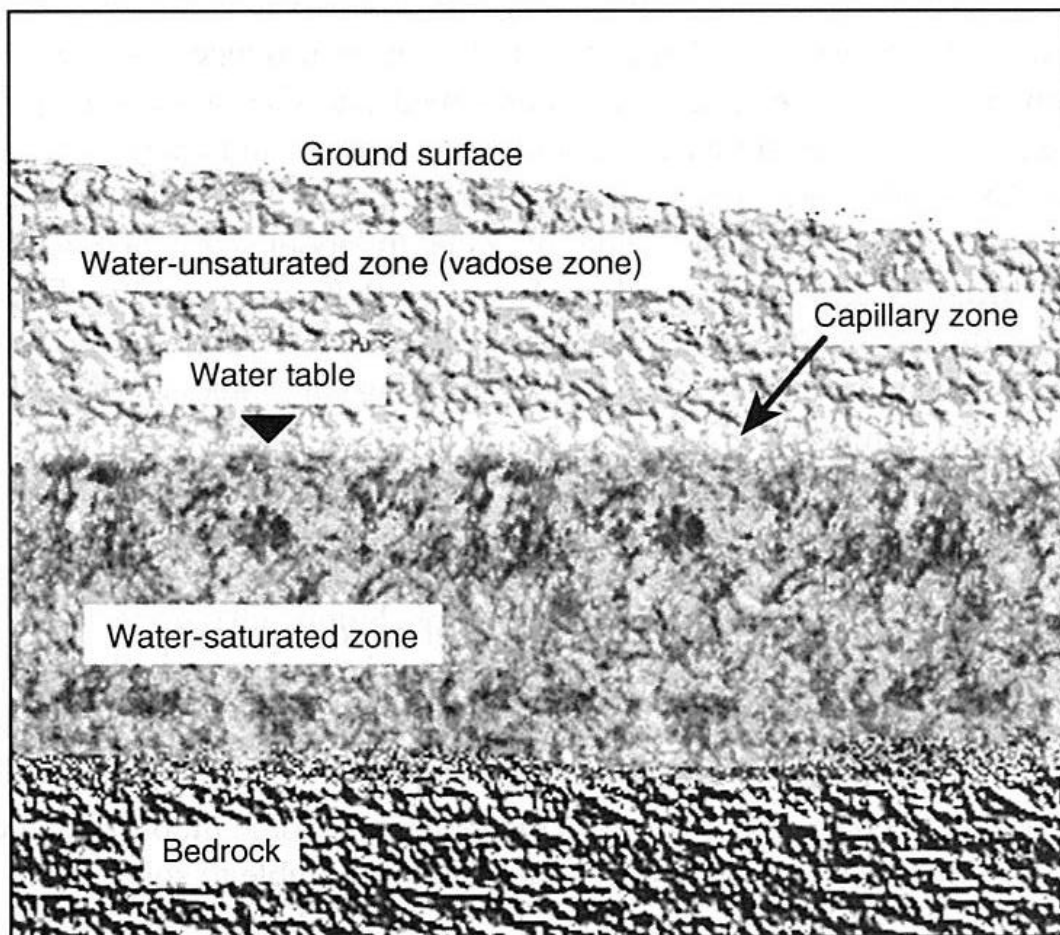 Ground surface
Water-unsaturated zone (vadose zone)
Capillary zone
Water table
Water-saturated zone
Bedrock